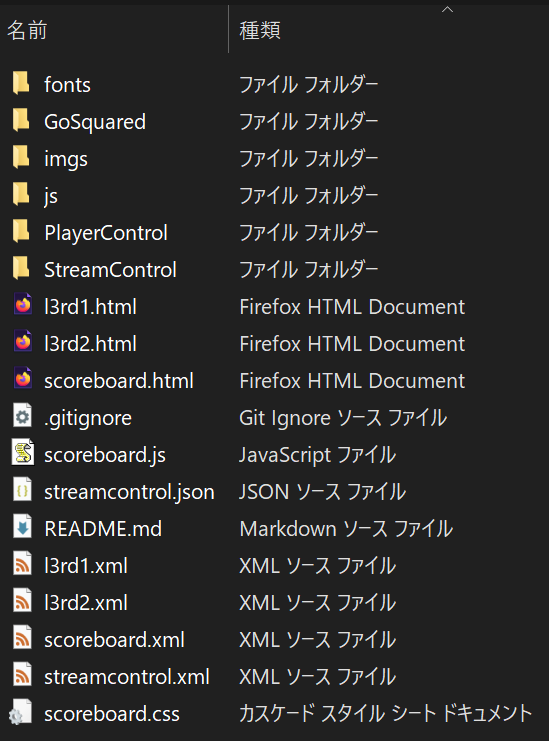 名前 種類
fonts ファイル フォルダー
GoSquared ファイル フォルダー
imgs ファイル フォルダー
js ファイル フォルダー
PlayerControl ファイル フォルダー
StreamControl ファイル フォルダー
l3rd1.html Firefox HTML Document
l3rd2.html Firefox HTML Document
scoreboard.html Firefox HTML Document
.gitignore Git Ignore ソース ファイル
scoreboard.js JavaScript ファイル
streamcontrol.json JSON ソース ファイル
README.md Markdown ソース ファイル
l3rd1.xml XML ソース ファイル
l3rd2.xml XML ソース ファイル
scoreboard.xml XML ソース ファイル
streamcontrol.xml XML ソース ファイル
scoreboard.css カスケード スタイル シート ドキュメント